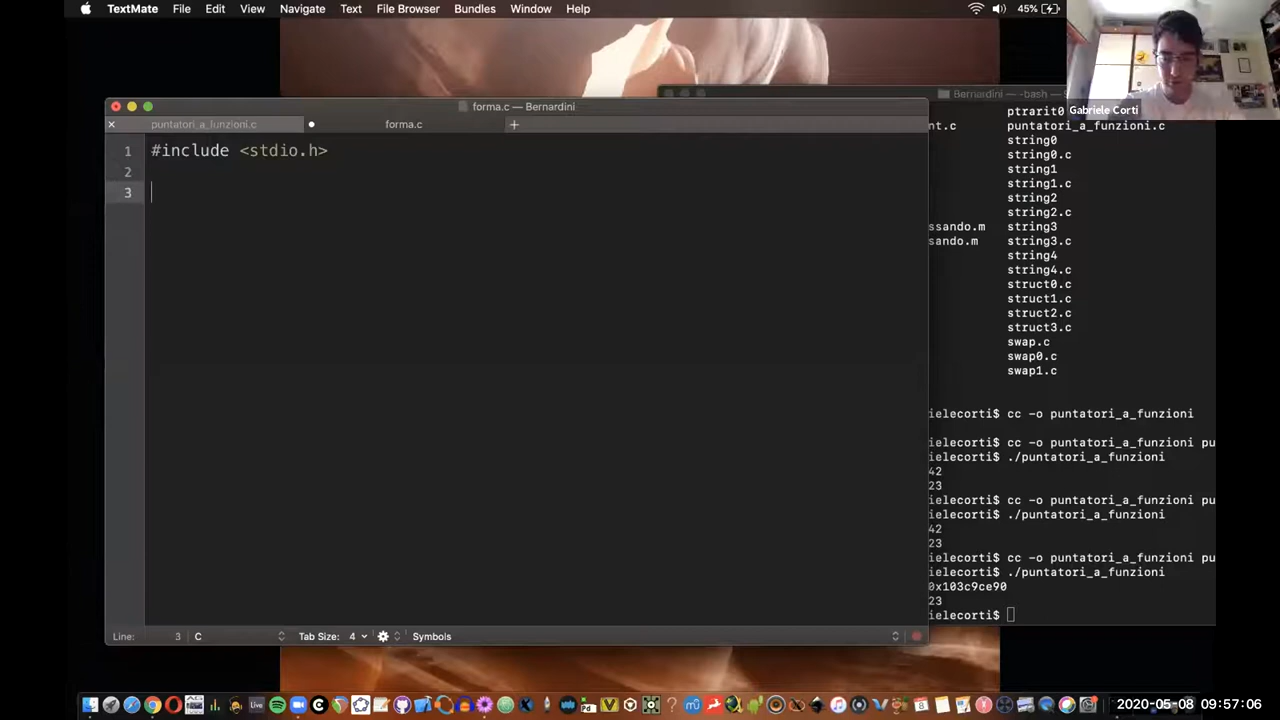 TextMate File Edit View Navigate Text File Browser Bundles Window Help 45%
Gabriele Corti
forma.c — Bernardini
Bernardini — -bash —
puntatori_a_funzioni.c forma.c
1 #include <stdio.h>
2
3
ptrarit0
nt.c puntatori_a_funzioni.c
string0
string0.c
string1
string1.c
string2
string2.c
ssando.m string3
sando.m string3.c
string4
string4.c
struct0.c
struct1.c
struct2.c
struct3.c
swap.c
swap0.c
swap1.c
ielecorti$ cc -o puntatori_a_funzioni
ielecorti$ cc -o puntatori_a_funzioni pu
ielecorti$ ./puntatori_a_funzioni
42
23
ielecorti$ cc -o puntatori_a_funzioni pu
ielecorti$ ./puntatori_a_funzioni
42
23
ielecorti$ cc -o puntatori_a_funzioni pu
ielecorti$ ./puntatori_a_funzioni
0x103c9ce90
23
ielecorti$
Line: 3 C Tab Size: 4 Symbols
2020-05-08 09:57:06